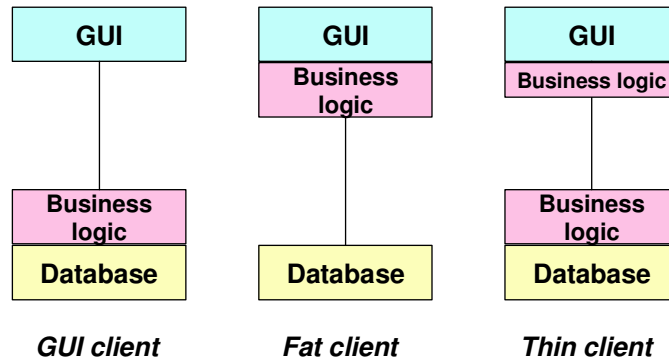 GUI
GUI
GUI
Business
logic
Business logic
Business
logic
Business
logic
Database
Database
Database
GUI client
Fat client
Thin client